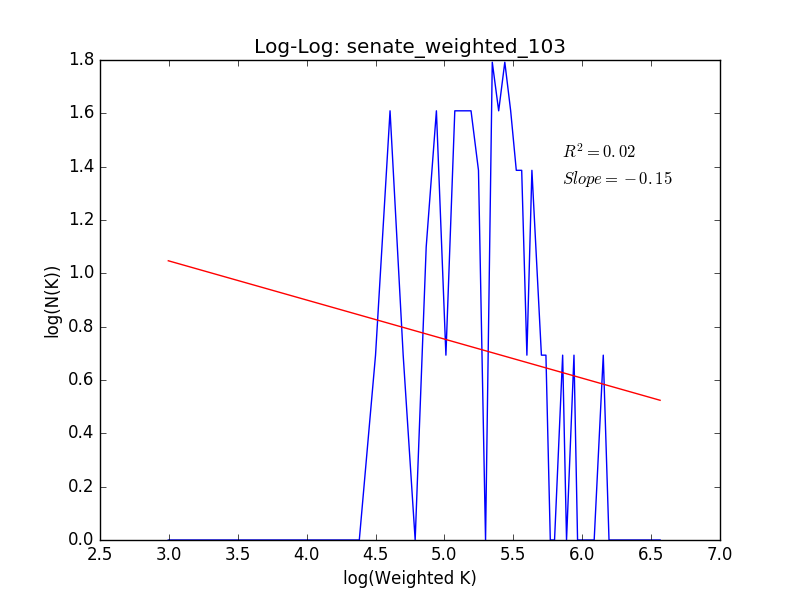 Log-Log: senate_weighted_103
1.8
1.6
1.4
1.2
1.0
0.8
0.6
0.4
0.2
0.0
log(N(K))
R² = 0.02
Slope = −0.15
2.5 3.0 3.5 4.0 4.5 5.0 5.5 6.0 6.5 7.0
log(Weighted K)